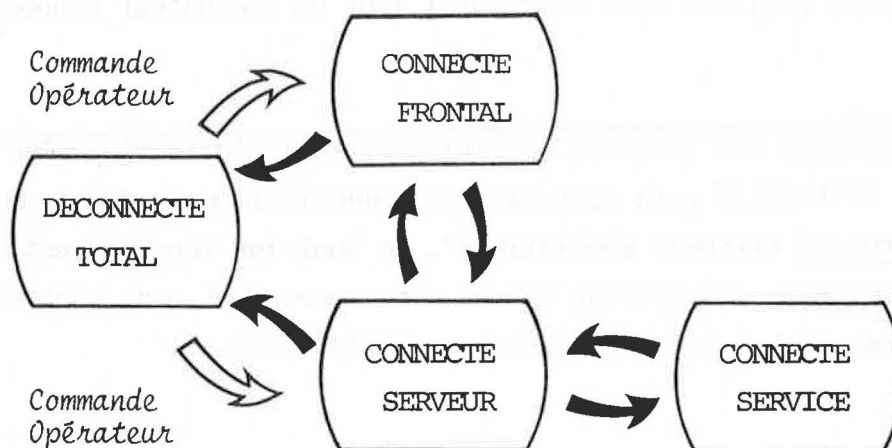 Commande
Opérateur
CONNECTE
FRONTAL
DECONNECTE
TOTAL
CONNECTE
SERVEUR
CONNECTE
SERVICE
Commande
Opérateur